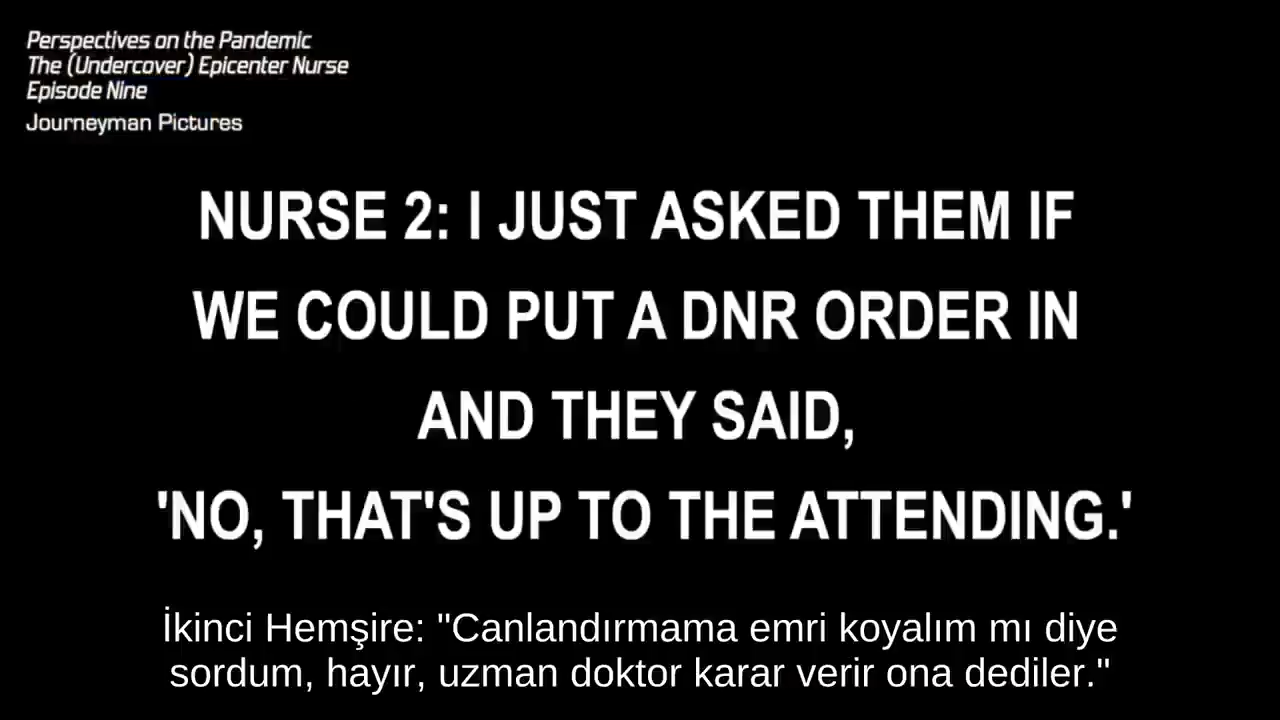 Perspectives on the Pandemic
The (Undercover) Epicenter Nurse
Episode Nine
Journeyman Pictures
NURSE 2: I JUST ASKED THEM IF
WE COULD PUT A DNR ORDER IN
AND THEY SAID,
'NO, THAT'S UP TO THE ATTENDING.'
İkinci Hemşire: "Canlandırmama emri koyalım mı diye
sordum, hayır, uzman doktor karar verir ona dediler."